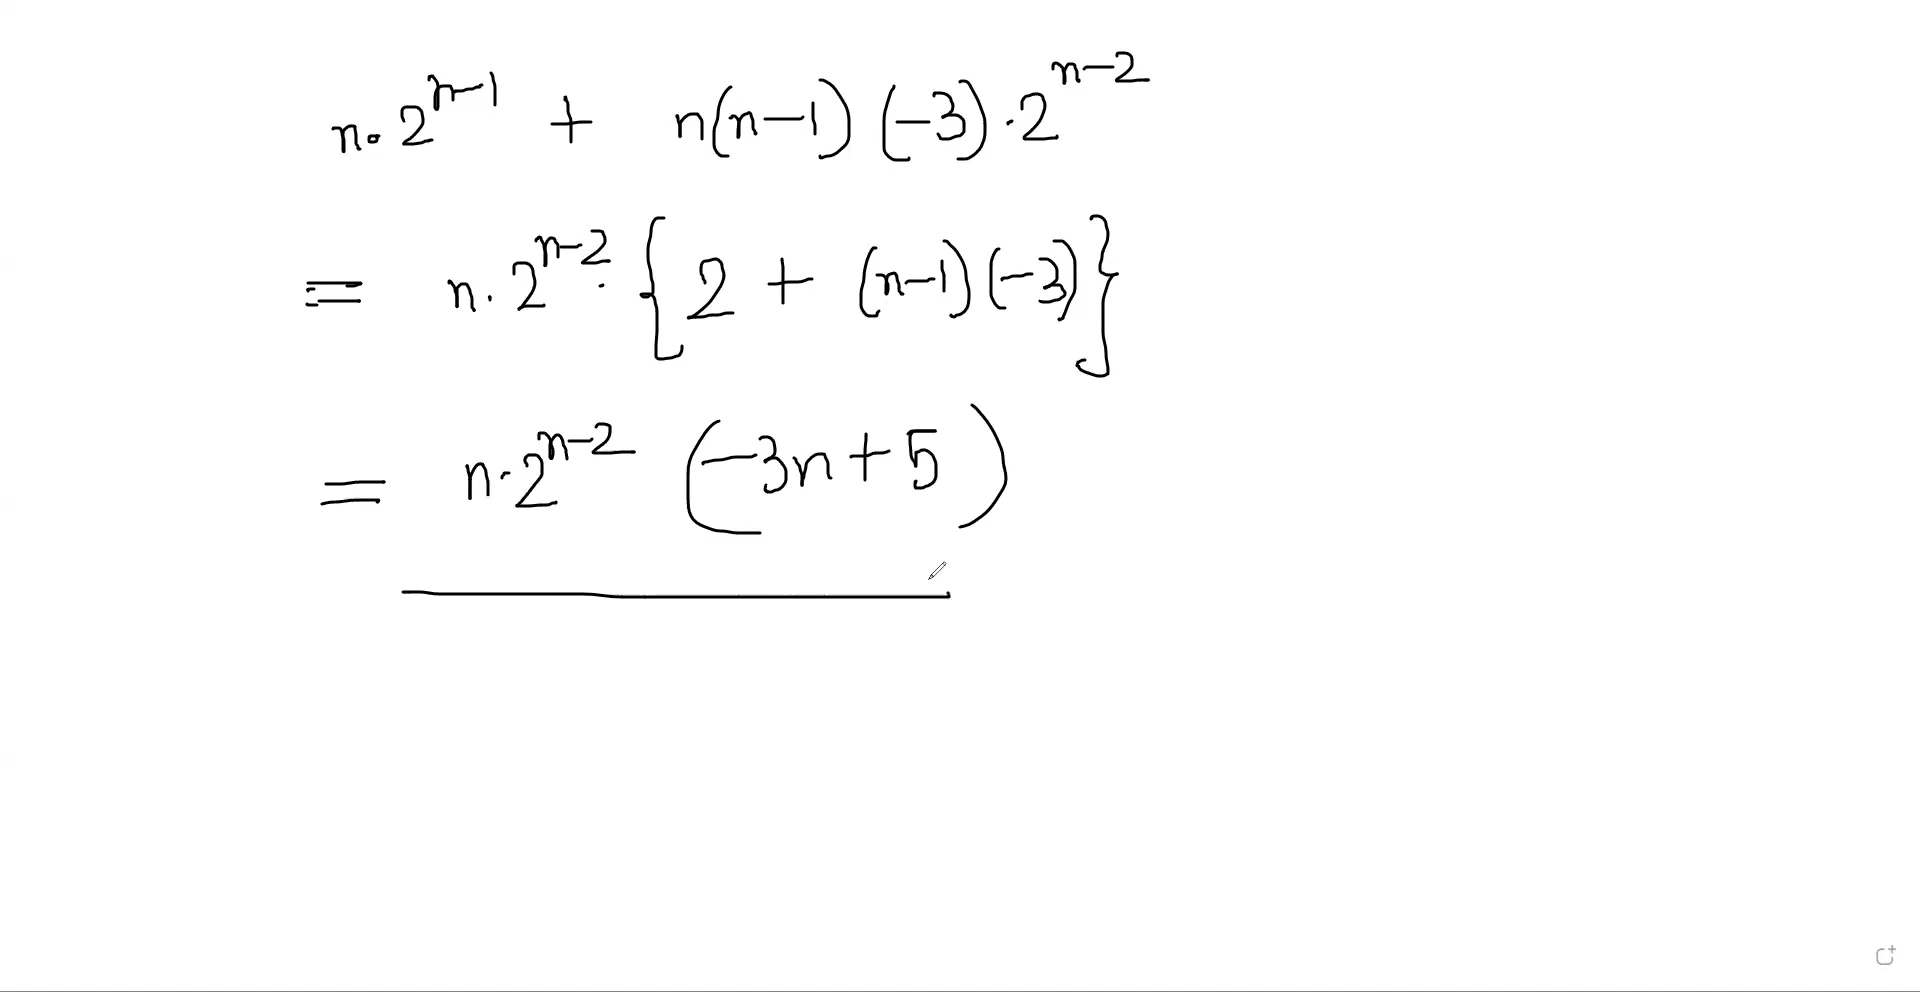 n·2^{n-1} + n(n-1)(-3)·2^{n-2}
= n·2^{n-2}·{2 + (n-1)(-3)}
= n·2^{n-2} (-3n+5)